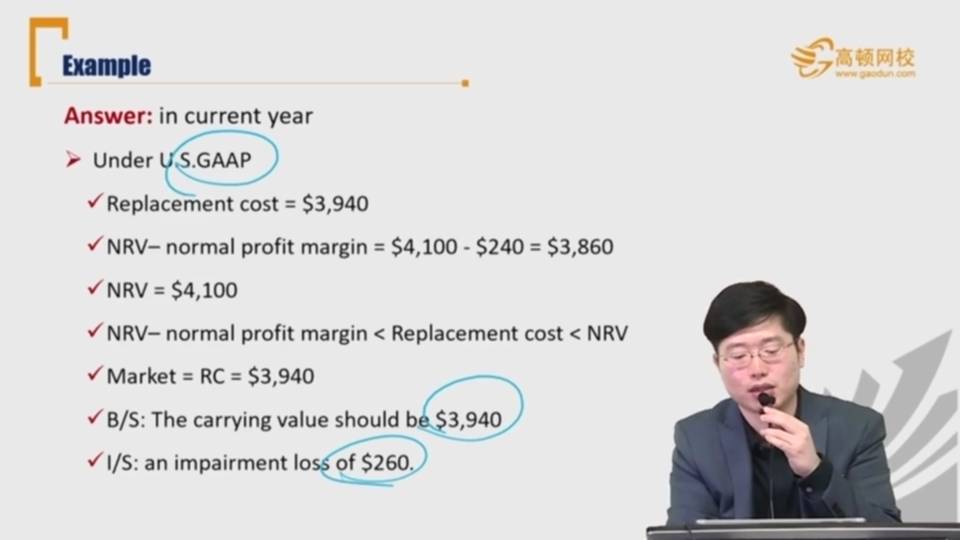 Example
高顿网校
www.gaodun.com
Answer: in current year
Under U.S.GAAP
Replacement cost = $3,940
NRV– normal profit margin = $4,100 - $240 = $3,860
NRV = $4,100
NRV– normal profit margin < Replacement cost < NRV
Market = RC = $3,940
B/S: The carrying value should be $3,940
I/S: an impairment loss of $260.